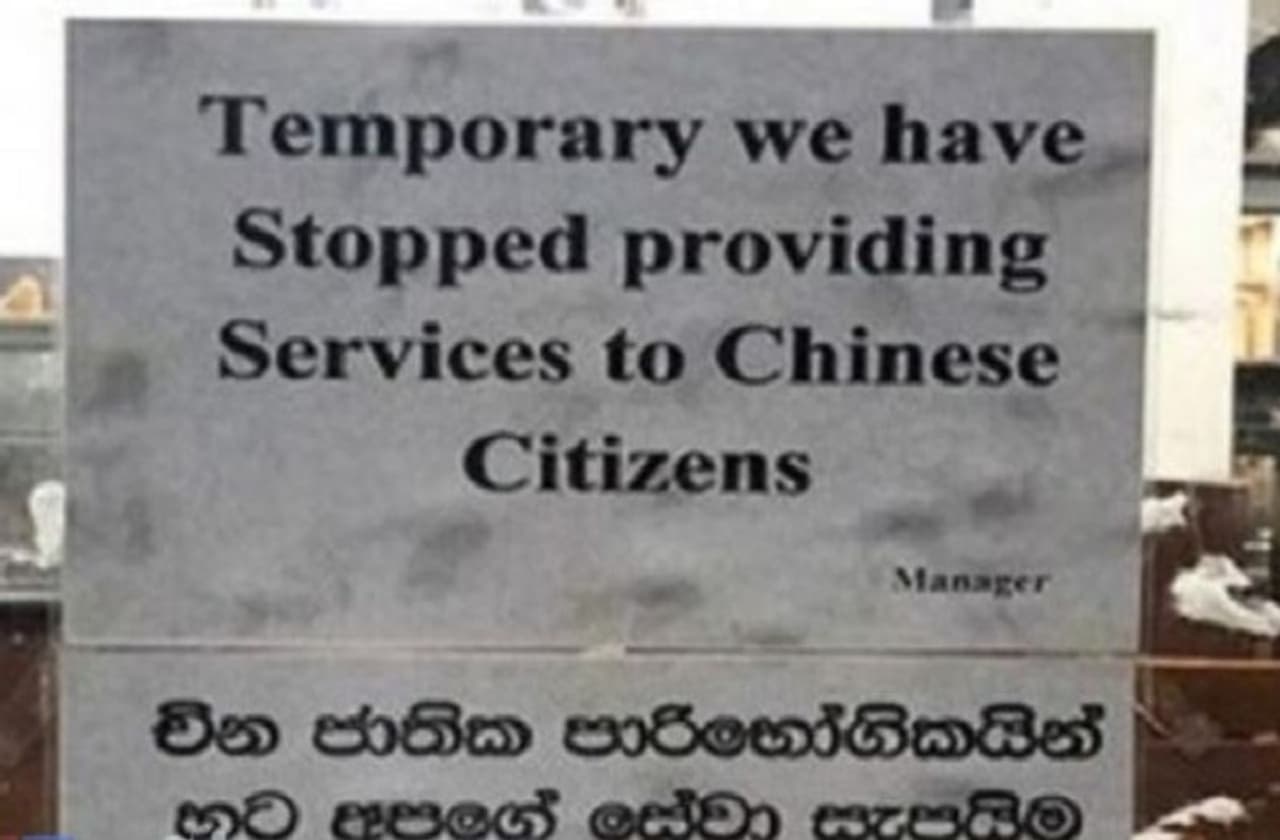 Temporary we have
Stopped providing
Services to Chinese
Citizens
Manager
චීන ජාතික පාරිභෝගිකයින්
හට අපගේ සේවා සැපයිම